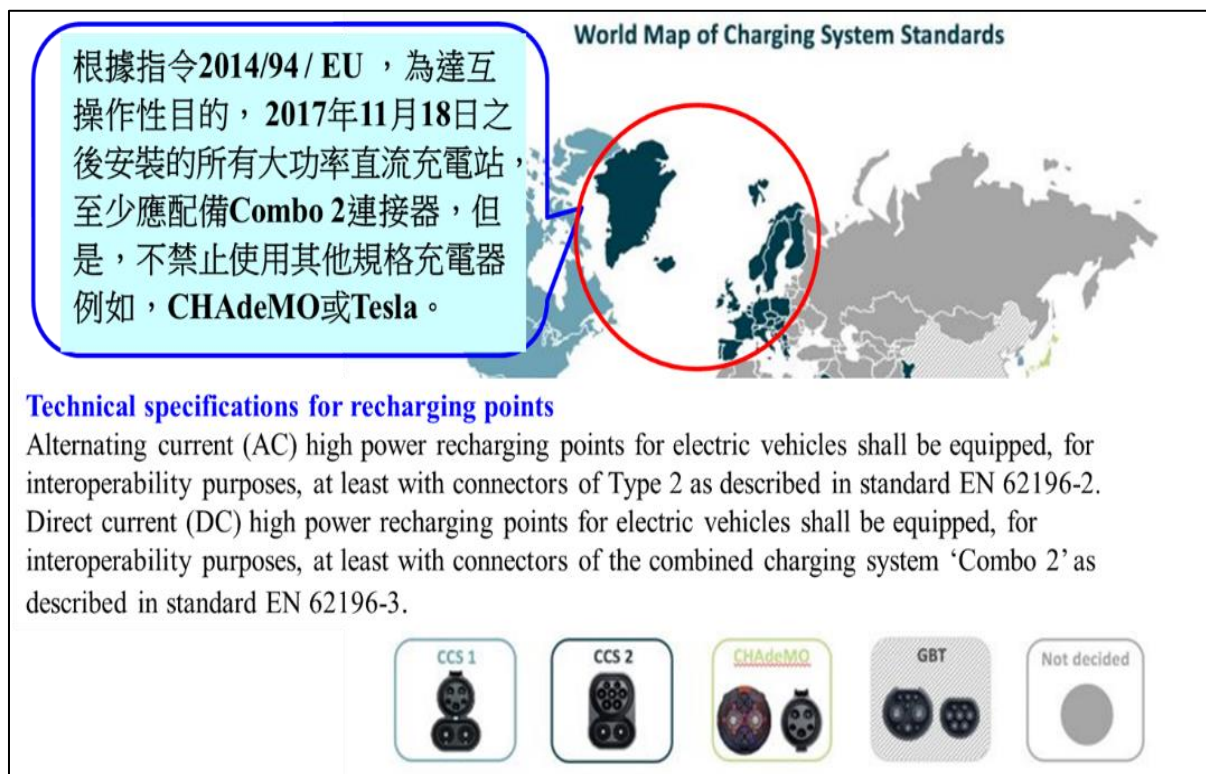 World Map of Charging System Standards
根據指令2014/94 / EU ，為達互
操作性目的， 2017年11月18日之
後安裝的所有大功率直流充電站，
至少應配備Combo 2連接器，但
是，不禁止使用其他規格充電器
例如，CHAdeMO或Tesla。
Technical specifications for recharging points
Alternating current (AC) high power recharging points for electric vehicles shall be equipped, for
interoperability purposes, at least with connectors of Type 2 as described in standard EN 62196-2.
Direct current (DC) high power recharging points for electric vehicles shall be equipped, for
interoperability purposes, at least with connectors of the combined charging system ‘Combo 2’ as
described in standard EN 62196-3.
CCS 1
CCS 2
CHAdeMO
GBT
Not decided